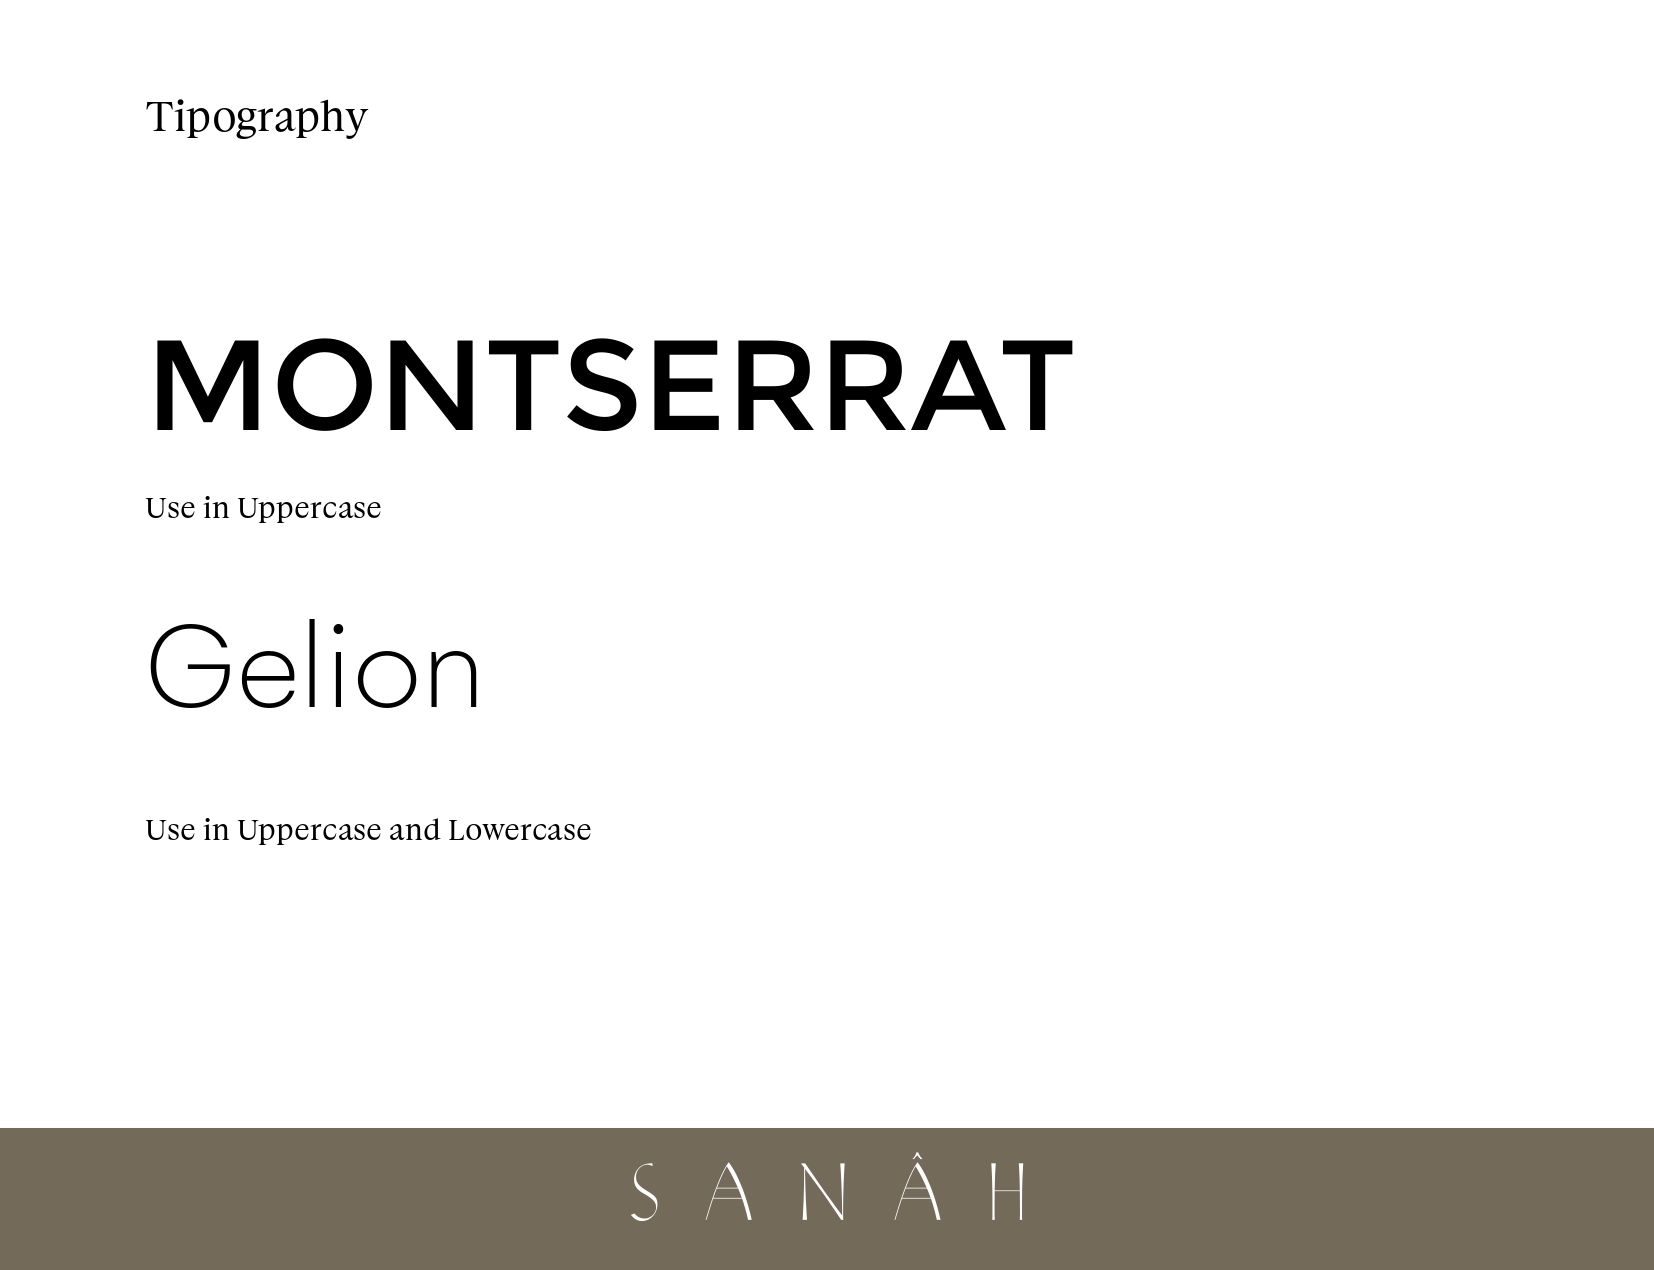 Tipography
MONTSERRAT
Use in Uppercase
Gelion
Use in Uppercase and Lowercase
SANÂH